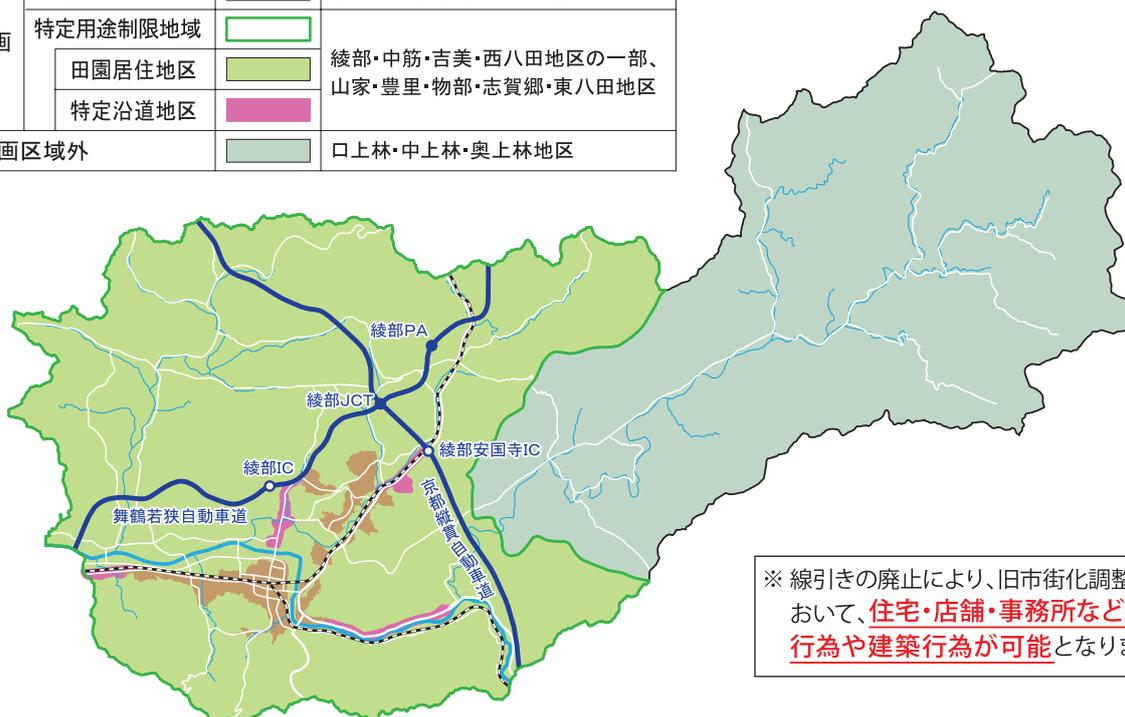 画
特定用途制限地域
田園居住地区
特定沿道地区
綾部・中筋・吉美・西八田地区の一部、
山家・豊里・物部・志賀郷・東八田地区
画区域外
口上林・中上林・奥上林地区
綾部PA
綾部JCT
綾部安国寺IC
綾部IC
舞鶴若狭自動車道
京都縦貫自動車道
※ 線引きの廃止により、旧市街化調整
おいて、住宅・店舗・事務所など
行為や建築行為が可能となりま